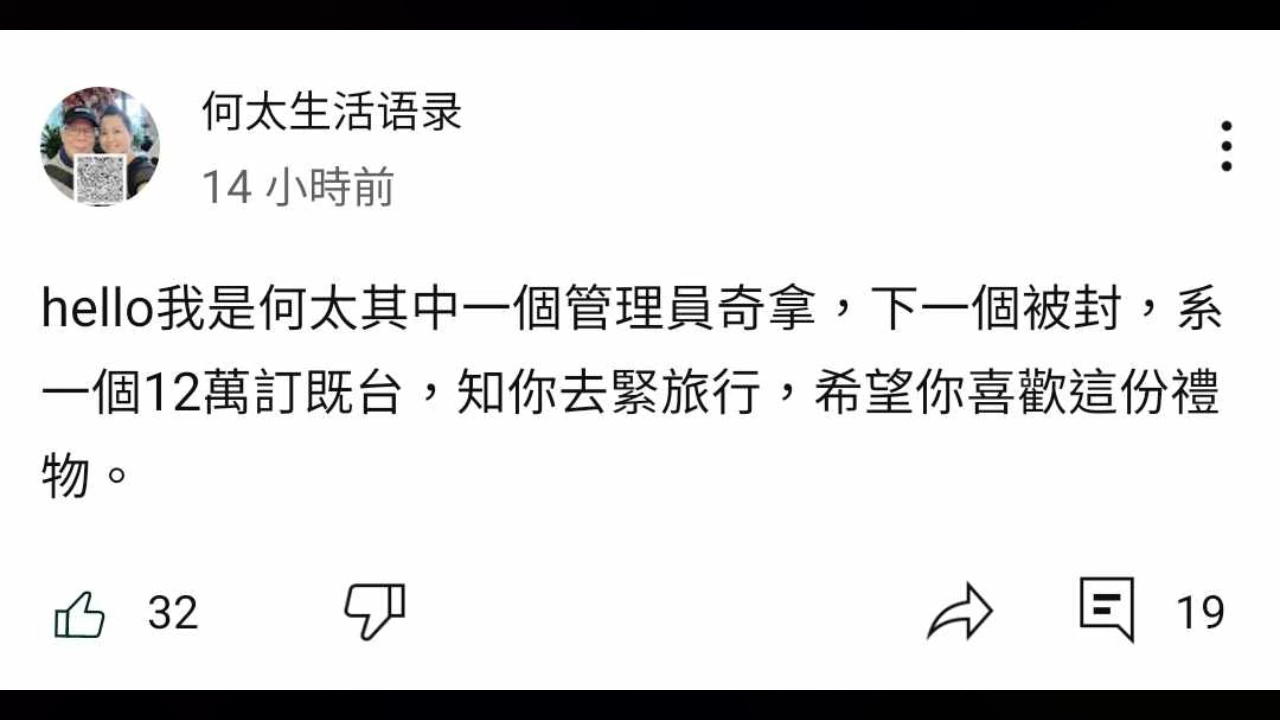 何太生活语录
14 小時前
hello我是何太其中一個管理員奇拿，下一個被封，系
一個12萬訂既台，知你去緊旅行，希望你喜歡這份禮
物。
32
19